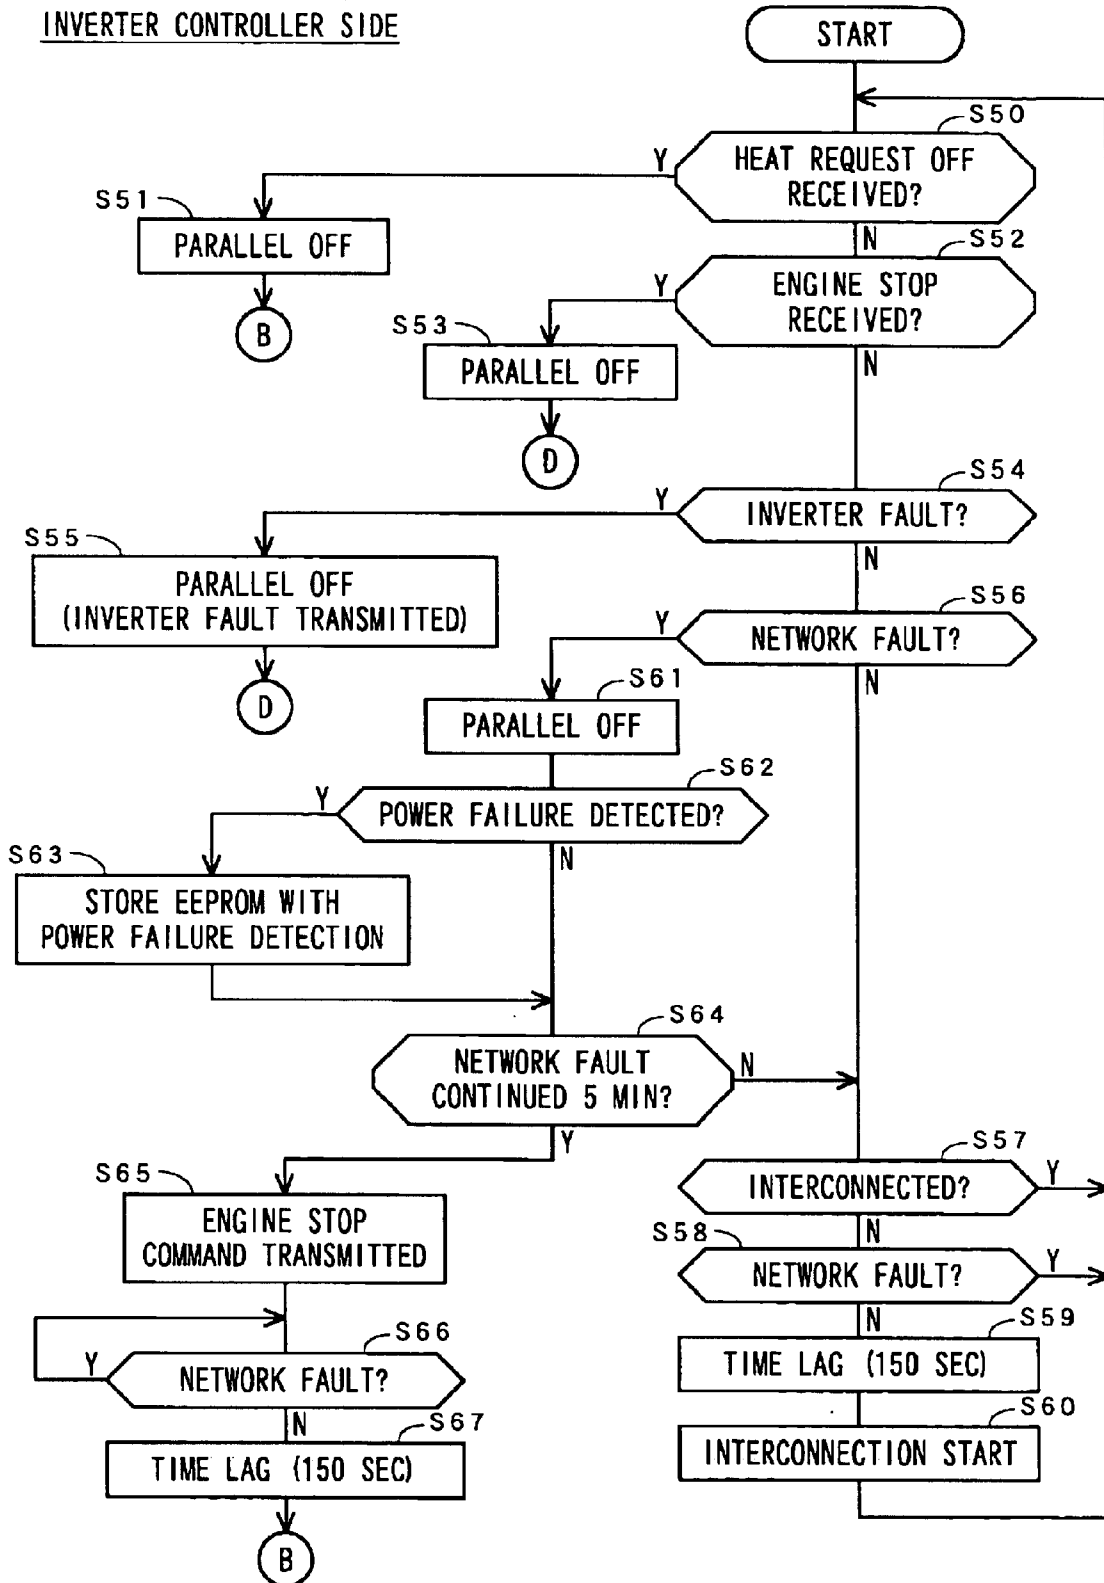 INVERTER CONTROLLER SIDE
START
S50
HEAT REQUEST OFF
RECEIVED?
Y
N
S51
PARALLEL OFF
B
S52
ENGINE STOP
RECEIVED?
Y
N
S53
PARALLEL OFF
D
S54
INVERTER FAULT?
Y
N
S55
PARALLEL OFF
(INVERTER FAULT TRANSMITTED)
D
S56
NETWORK FAULT?
Y
N
S61
PARALLEL OFF
S62
POWER FAILURE DETECTED?
Y
N
S63
STORE EEPROM WITH
POWER FAILURE DETECTION
S64
NETWORK FAULT
CONTINUED 5 MIN?
N
Y
S65
ENGINE STOP
COMMAND TRANSMITTED
S66
NETWORK FAULT?
Y
N
S67
TIME LAG (150 SEC)
B
S57
INTERCONNECTED?
Y
N
S58
NETWORK FAULT?
Y
N
S59
TIME LAG (150 SEC)
S60
INTERCONNECTION START